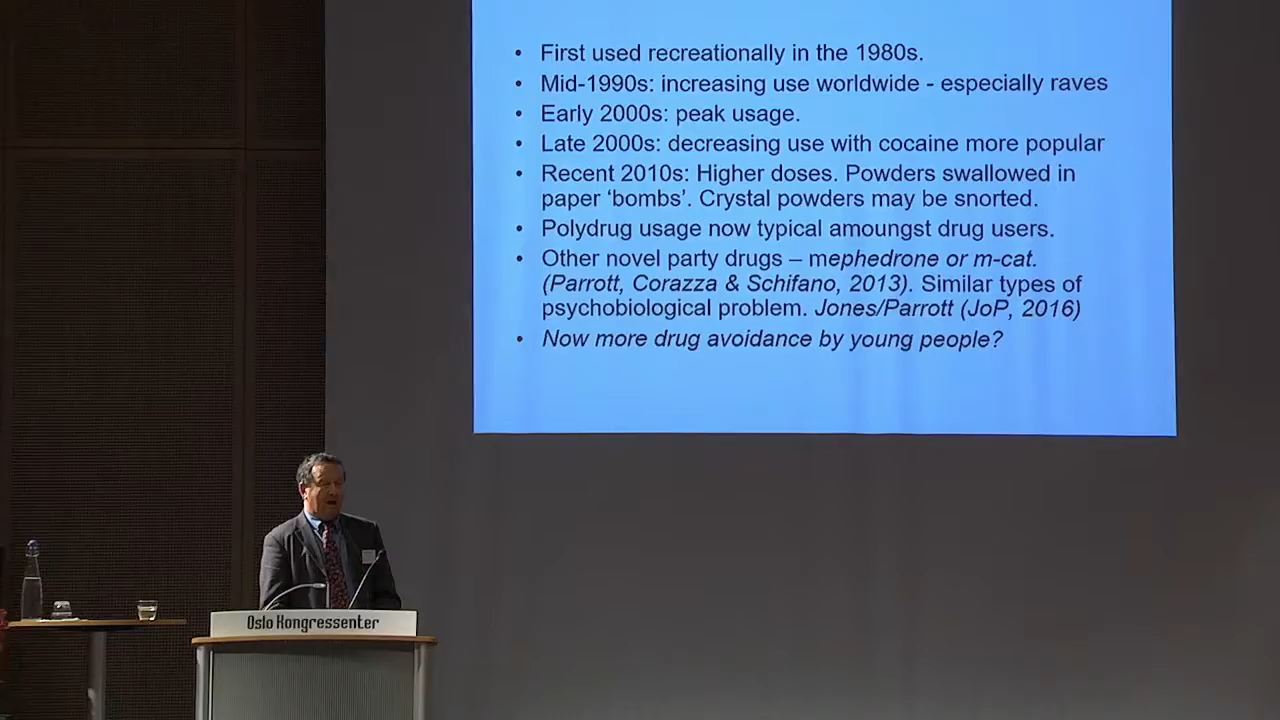 • First used recreationally in the 1980s.
• Mid-1990s: increasing use worldwide - especially raves
• Early 2000s: peak usage.
• Late 2000s: decreasing use with cocaine more popular
• Recent 2010s: Higher doses. Powders swallowed in
paper ‘bombs’. Crystal powders may be snorted.
• Polydrug usage now typical amoungst drug users.
• Other novel party drugs – mephedrone or m-cat.
(Parrott, Corazza & Schifano, 2013). Similar types of
psychobiological problem. Jones/Parrott (JoP, 2016)
• Now more drug avoidance by young people?
Oslo Kongressenter